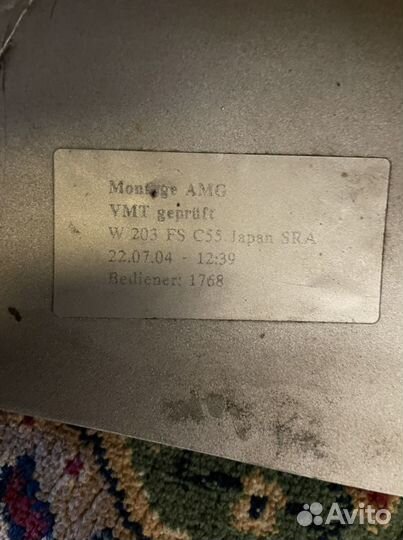 Montage AMG
VMT geprüft
W 203 FS C55 Japan SRA
22.07.04 - 12:39
Bediener: 1768
Avito